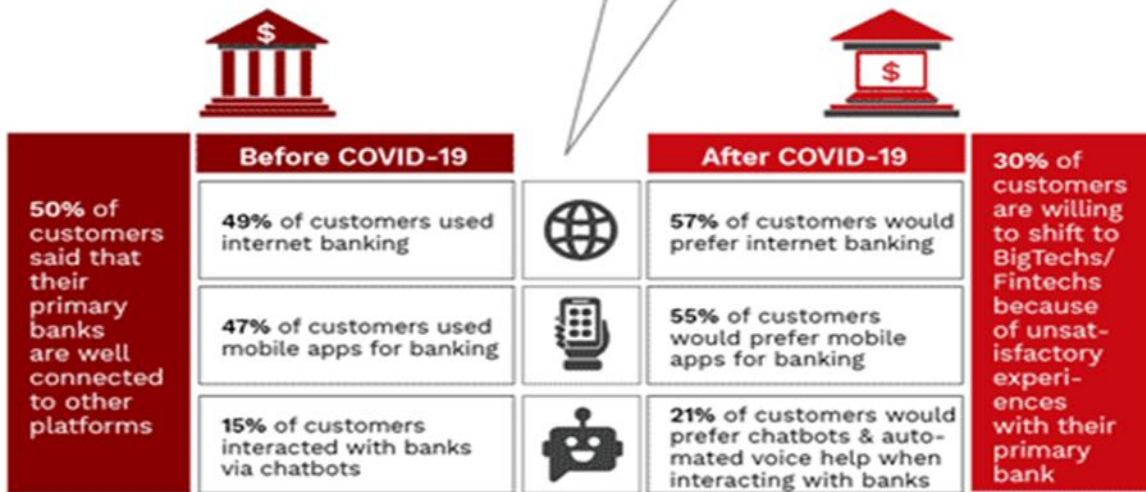 $
$
50% of
customers
said that
their
primary
banks
are well
connected
to other
platforms
Before COVID-19
49% of customers used
internet banking
47% of customers used
mobile apps for banking
15% of customers
interacted with banks
via chatbots
After COVID-19
57% of customers would
prefer internet banking
55% of customers
would prefer mobile
apps for banking
21% of customers would
prefer chatbots & auto-
mated voice help when
interacting with banks
30% of
customers
are willing
to shift to
BigTechs/
Fintechs
because
of unsat-
isfactory
experi-
ences
with their
primary
bank